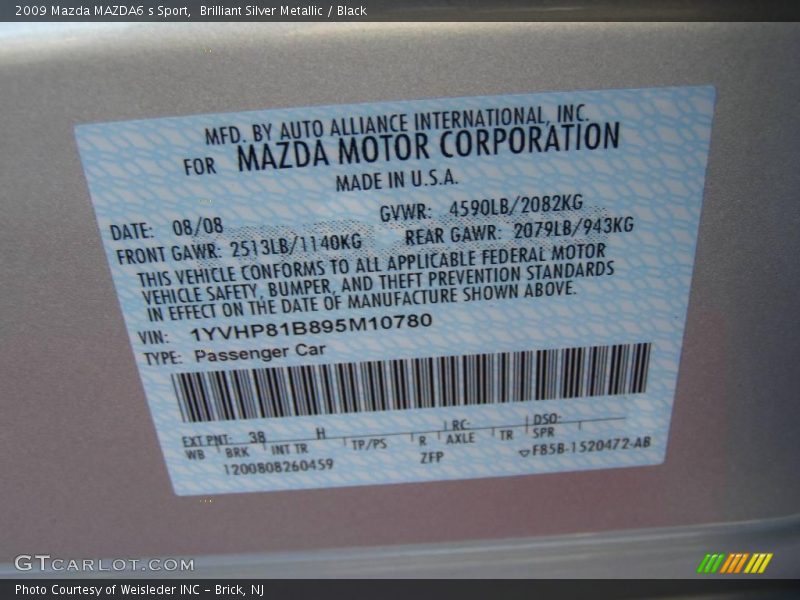 2009 Mazda MAZDA6 s Sport,  Brilliant Silver Metallic / Black
MFD. BY AUTO ALLIANCE INTERNATIONAL, INC.
FOR MAZDA MOTOR CORPORATION
MADE IN U.S.A.
DATE: 08/08 GVWR: 4590LB/2082KG
FRONT GAWR: 2513LB/1140KG REAR GAWR: 2079LB/943KG
THIS VEHICLE CONFORMS TO ALL APPLICABLE FEDERAL MOTOR
VEHICLE SAFETY, BUMPER, AND THEFT PREVENTION STANDARDS
IN EFFECT ON THE DATE OF MANUFACTURE SHOWN ABOVE.
VIN: 1YVHP81B895M10780
TYPE: Passenger Car
EXT PNT: 38 H RC: DSO:
WB BRK INT TR TP/PS R AXLE TR SPR
1200808260459 ZFP F85B-1520472-AB
GTCARLOT.COM
Photo Courtesy of Weisleder INC – Brick, NJ